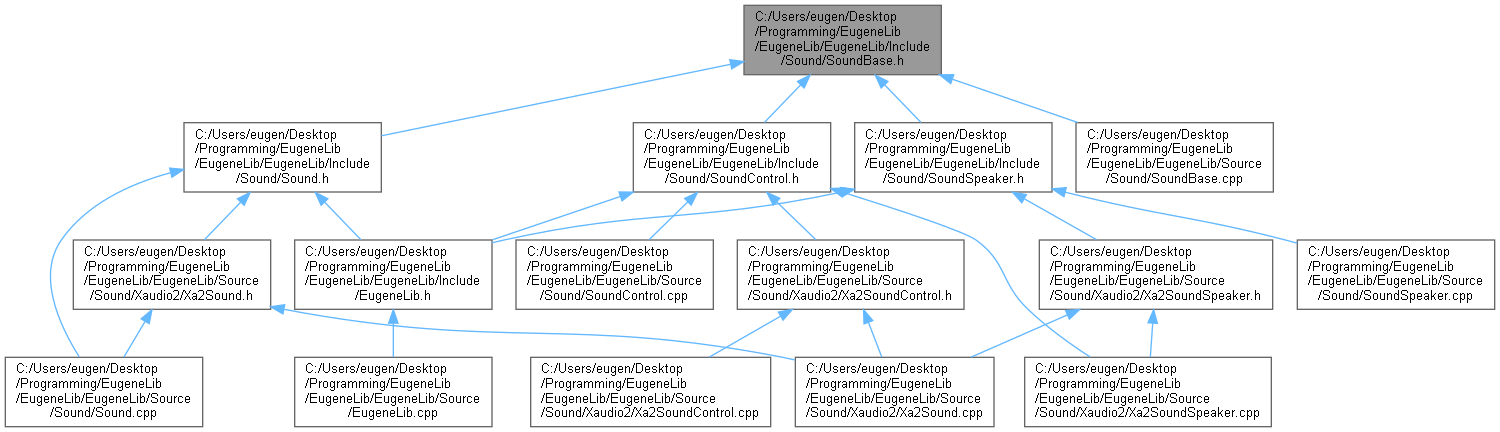 C:/Users/eugen/Desktop
/Programming/EugeneLib
/EugeneLib/EugeneLib/Include
/Sound/SoundBase.h
C:/Users/eugen/Desktop
/Programming/EugeneLib
/EugeneLib/EugeneLib/Include
/Sound/Sound.h
C:/Users/eugen/Desktop
/Programming/EugeneLib
/EugeneLib/EugeneLib/Include
/Sound/SoundControl.h
C:/Users/eugen/Desktop
/Programming/EugeneLib
/EugeneLib/EugeneLib/Include
/Sound/SoundSpeaker.h
C:/Users/eugen/Desktop
/Programming/EugeneLib
/EugeneLib/EugeneLib/Source
/Sound/SoundBase.cpp
C:/Users/eugen/Desktop
/Programming/EugeneLib
/EugeneLib/EugeneLib/Source
/Sound/Xaudio2/Xa2Sound.h
C:/Users/eugen/Desktop
/Programming/EugeneLib
/EugeneLib/EugeneLib/Include
/EugeneLib.h
C:/Users/eugen/Desktop
/Programming/EugeneLib
/EugeneLib/EugeneLib/Source
/Sound/SoundControl.cpp
C:/Users/eugen/Desktop
/Programming/EugeneLib
/EugeneLib/EugeneLib/Source
/Sound/Xaudio2/Xa2SoundControl.h
C:/Users/eugen/Desktop
/Programming/EugeneLib
/EugeneLib/EugeneLib/Source
/Sound/Xaudio2/Xa2SoundSpeaker.h
C:/Users/eugen/Desktop
/Programming/EugeneLib
/EugeneLib/EugeneLib/Source
/Sound/SoundSpeaker.cpp
C:/Users/eugen/Desktop
/Programming/EugeneLib
/EugeneLib/EugeneLib/Source
/Sound/Sound.cpp
C:/Users/eugen/Desktop
/Programming/EugeneLib
/EugeneLib/EugeneLib/Source
/EugeneLib.cpp
C:/Users/eugen/Desktop
/Programming/EugeneLib
/EugeneLib/EugeneLib/Source
/Sound/Xaudio2/Xa2SoundControl.cpp
C:/Users/eugen/Desktop
/Programming/EugeneLib
/EugeneLib/EugeneLib/Source
/Sound/Xaudio2/Xa2Sound.cpp
C:/Users/eugen/Desktop
/Programming/EugeneLib
/EugeneLib/EugeneLib/Source
/Sound/Xaudio2/Xa2SoundSpeaker.cpp